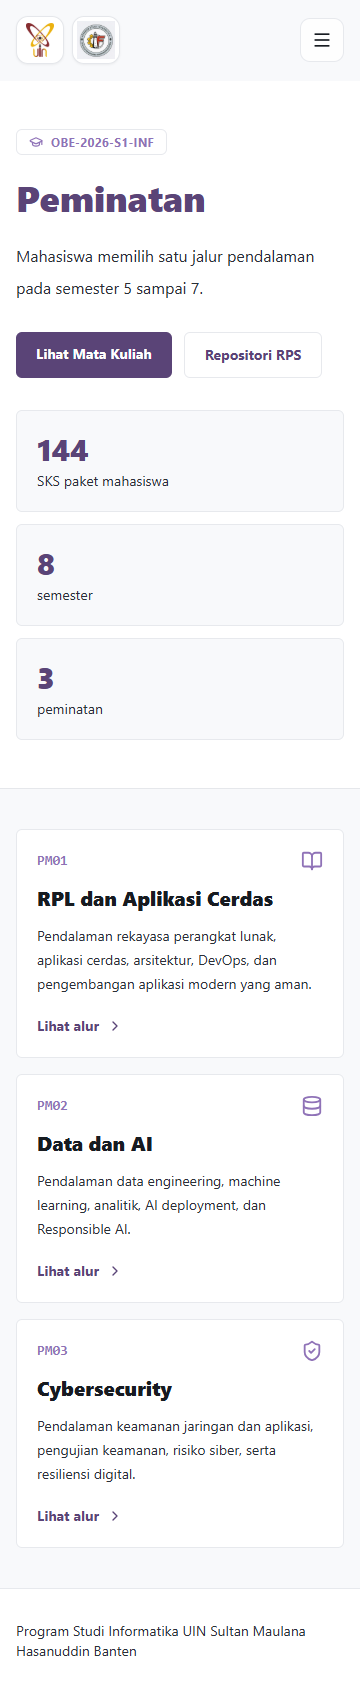 uin
OBE-2026-S1-INF
Peminatan
Mahasiswa memilih satu jalur pendalaman
pada semester 5 sampai 7.
Lihat Mata Kuliah
Repositori RPS
144
SKS paket mahasiswa
8
semester
3
peminatan
PM01
RPL dan Aplikasi Cerdas
Pendalaman rekayasa perangkat lunak,
aplikasi cerdas, arsitektur, DevOps, dan
pengembangan aplikasi modern yang aman.
Lihat alur
PM02
Data dan AI
Pendalaman data engineering, machine
learning, analitik, AI deployment, dan
Responsible AI.
Lihat alur
PM03
Cybersecurity
Pendalaman keamanan jaringan dan aplikasi,
pengujian keamanan, risiko siber, serta
resiliensi digital.
Lihat alur
Program Studi Informatika UIN Sultan Maulana
Hasanuddin Banten